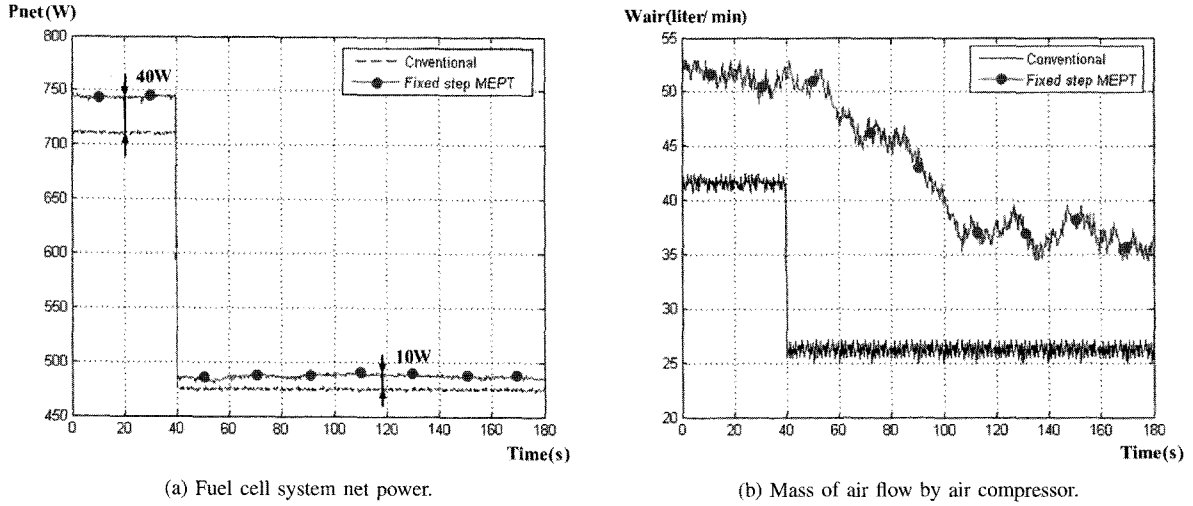 Pnet(W)
800
750
700
650
600
550
500
450
0 20 40 60 80 100 120 140 160 180
Time(s)
Cnventional
Fixed step MEPT
40W
10W
(a) Fuel cell system net power.
Wair(liter/ min)
55
50
45
40
35
30
25
20
0 20 40 60 80 100 120 140 160 180
Time(s)
Conventional
Fixed step MEPT
(b) Mass of air flow by air compressor.